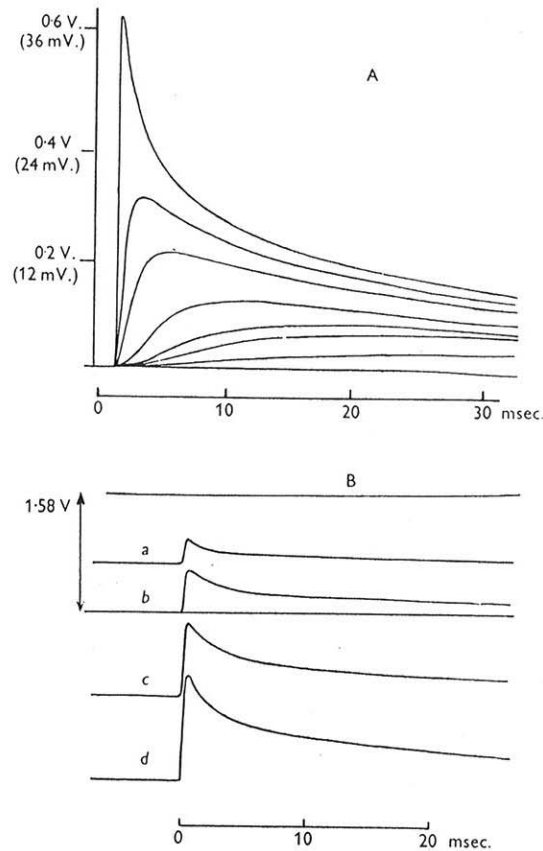 0·6 V.
(36 mV.)
A
0·4 V
(24 mV.)
0·2 V.
(12 mV.)
0 10 20 30 msec.
B
1·58 V
a
b
c
d
0 10 20 msec.